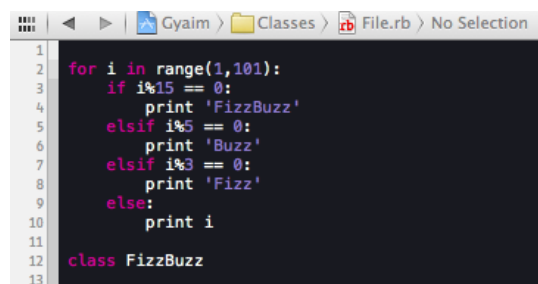 Gyaim 〉 Classes 〉 rb File.rb 〉 No Selection
1
2 for i in range(1,101):
3     if i%15 == 0:
4         print 'FizzBuzz'
5     elsif i%5 == 0:
6         print 'Buzz'
7     elsif i%3 == 0:
8         print 'Fizz'
9     else:
10         print i
11
12 class FizzBuzz
13